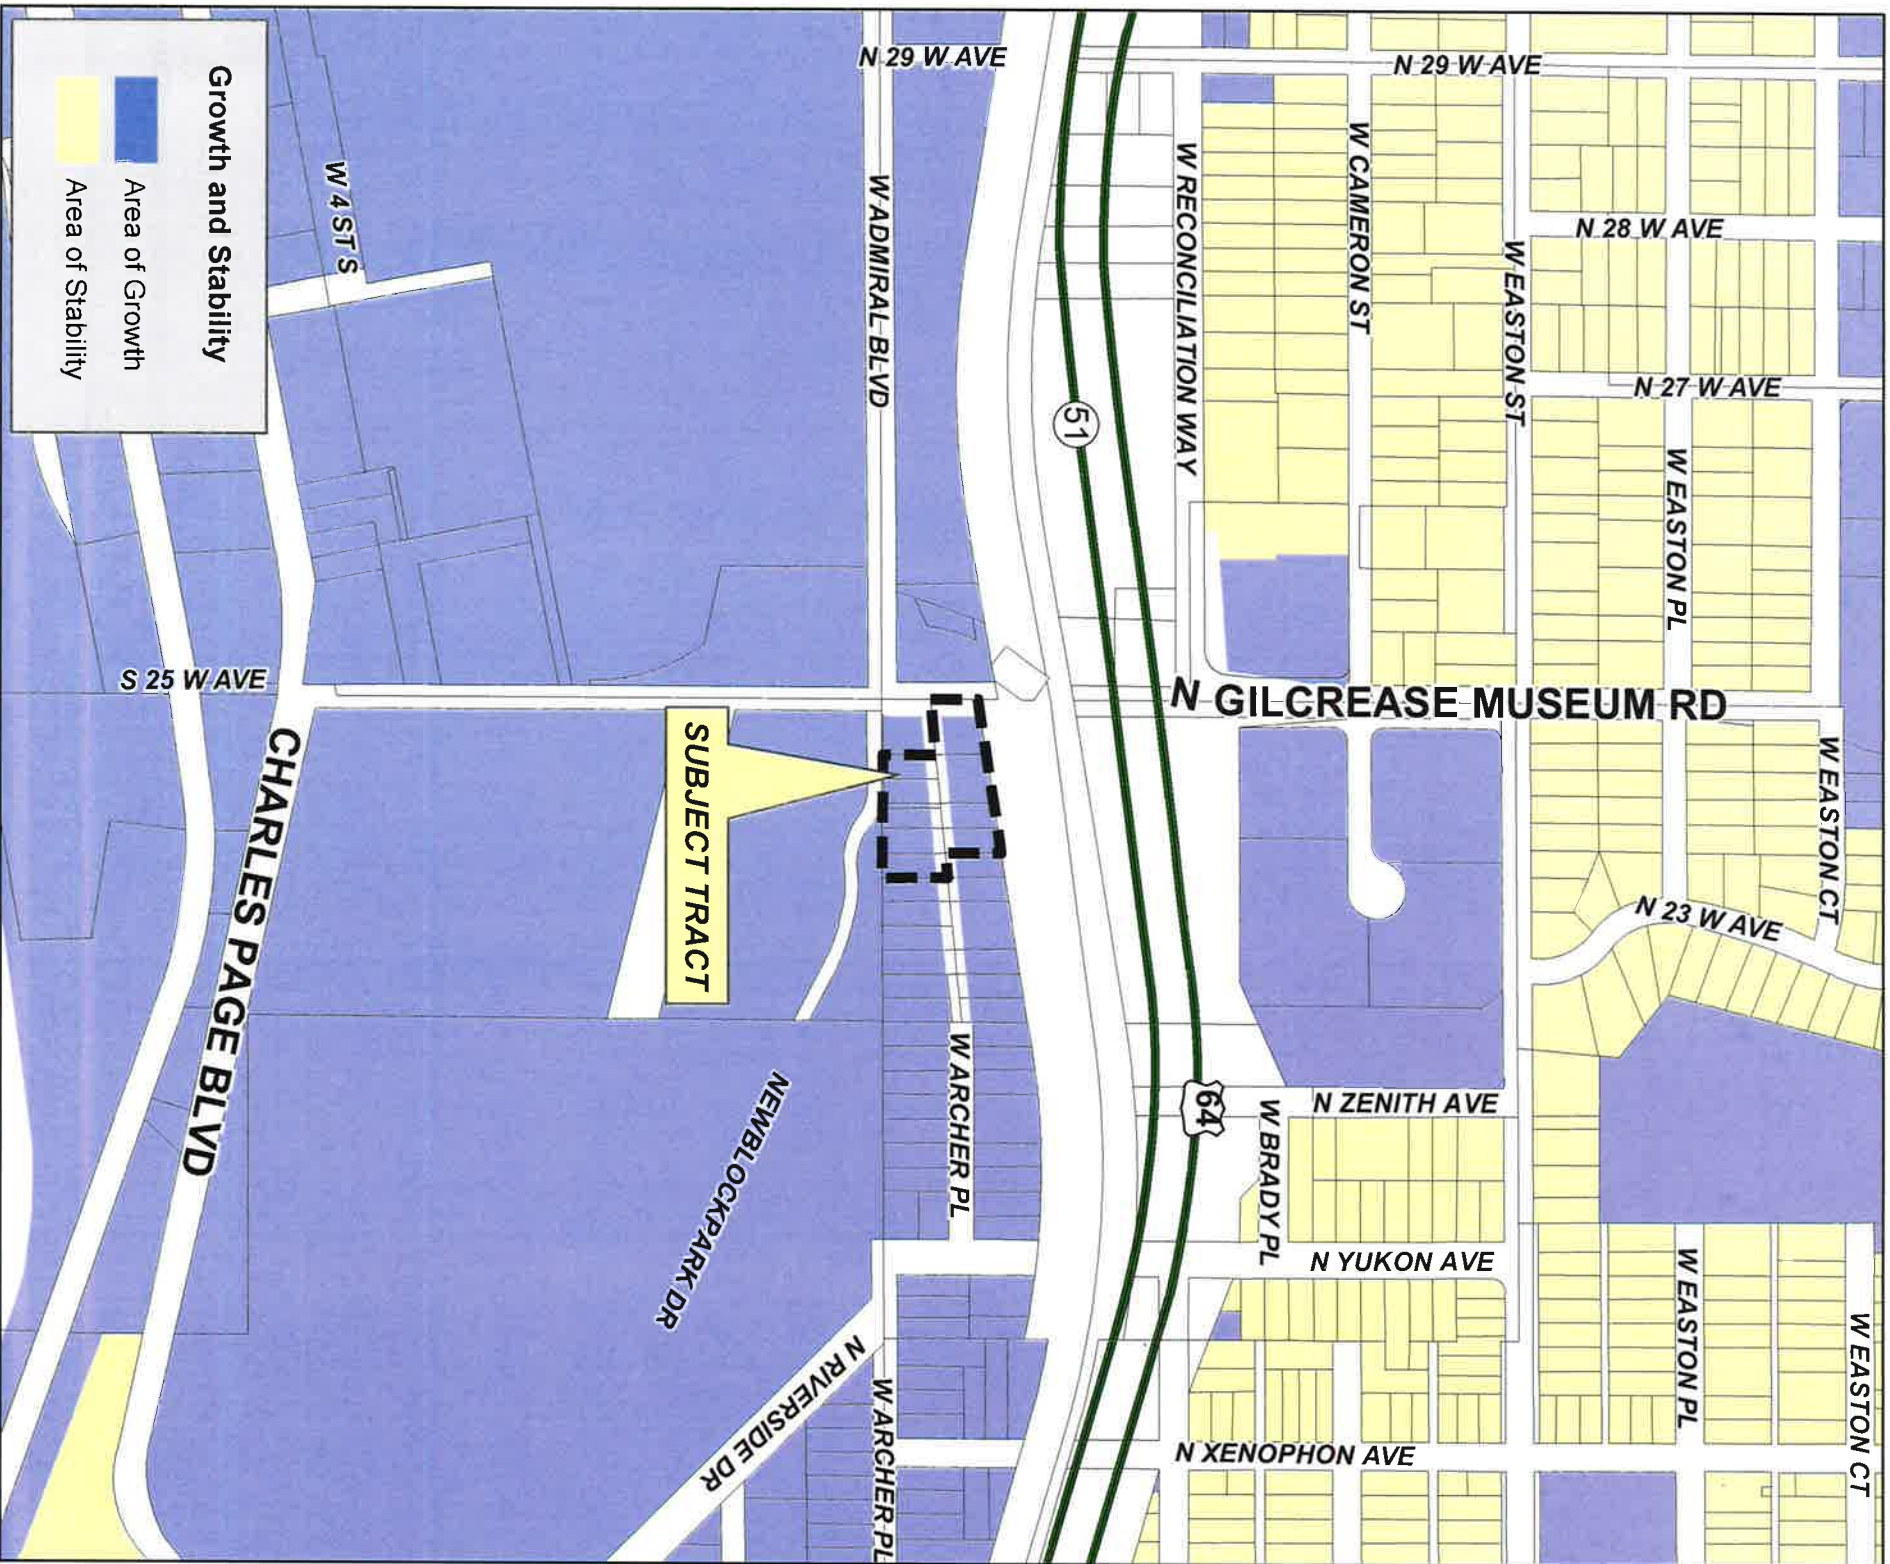 N 29 W AVE
N 29 W AVE
W RECONCILIATION WAY
W CAMERON ST
W EASTON ST
N 28 W AVE
N 27 W AVE
W EASTON PL
W ADMIRAL BLVD
W 4 ST S
51
Growth and Stability
Area of Growth
Area of Stability
S 25 W AVE
N GILCREASE MUSEUM RD
SUBJECT TRACT
CHARLES PAGE BLVD
W EASTON CT
N 23 W AVE
W ARCHER PL
NEWBLOCKPARK DR
64
N ZENITH AVE
W BRADY PL
N YUKON AVE
W EASTON PL
W EASTON CT
N RIVERSIDE DR
W ARCHER PL
N XENOPHON AVE